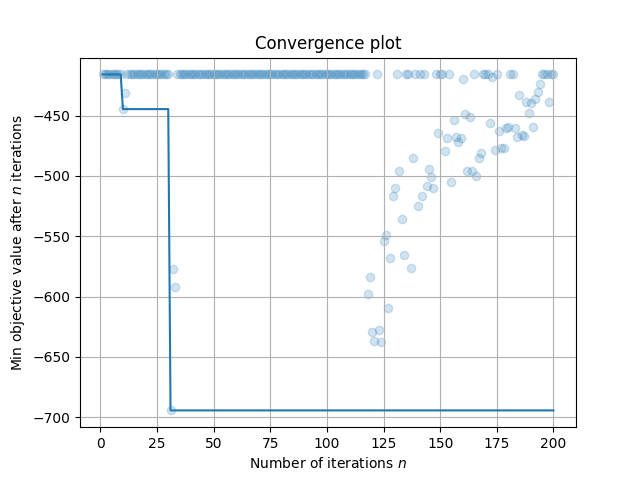 Convergence plot
Min objective value after n iterations
−450
−500
−550
−600
−650
−700
0 25 50 75 100 125 150 175 200
Number of iterations n